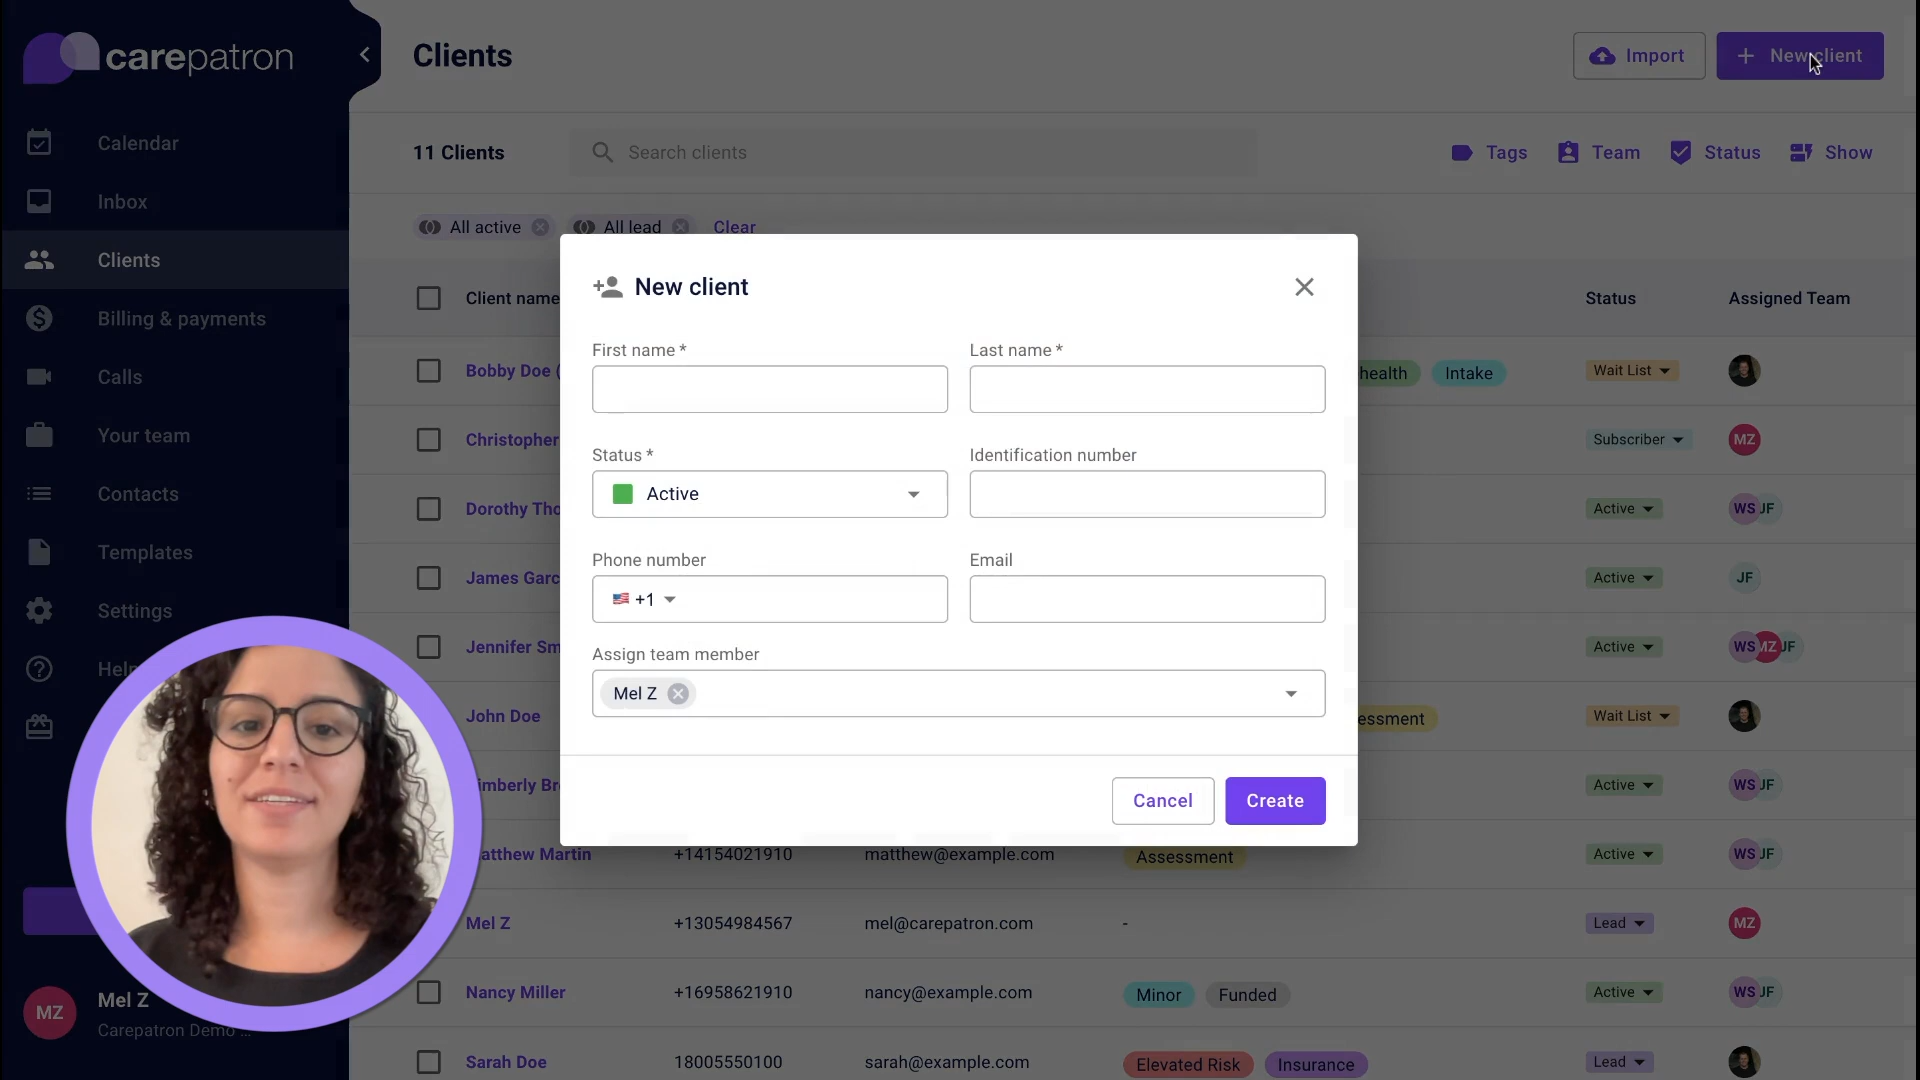 carepatron
Clients
Import
New client
Calendar
Inbox
Clients
Billing & payments
Calls
Your team
Contacts
Templates
Settings
Help
11 Clients
Search clients
Tags
Team
Status
Show
All active
All lead
Clear
Client name
Status
Assigned Team
Bobby Doe (
health
Intake
Wait List
Christopher
Subscriber
MZ
Dorothy Tho
Active
WS JF
James Garc
Active
JF
Jennifer Sm
Active
WS MZ JF
John Doe
essment
Wait List
imberly Br
Active
WS JF
atthew Martin
+14154021910
matthew@example.com
Assessment
Active
WS JF
Mel Z
+13054984567
mel@carepatron.com
-
Lead
MZ
Nancy Miller
+16958621910
nancy@example.com
Minor
Funded
Active
WS JF
Sarah Doe
18005550100
sarah@example.com
Elevated Risk
Insurance
Lead
New client
First name *
Last name *
Status *
Identification number
Active
Phone number
Email
+1
Assign team member
Mel Z
Cancel
Create
MZ
Mel Z
Carepatron Demo ...